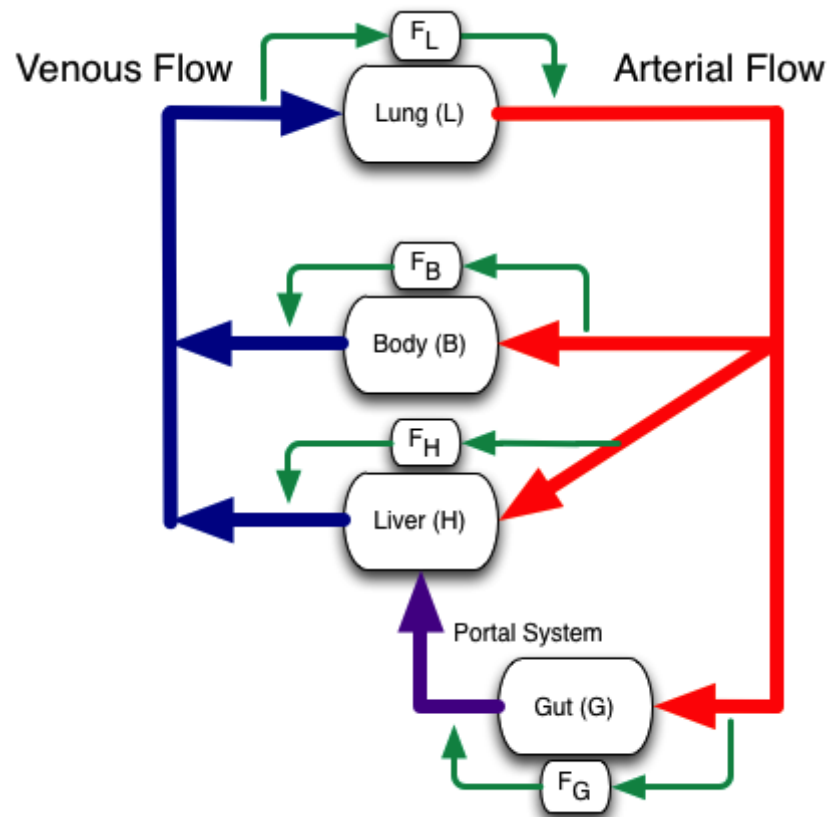 F_L
Venous Flow
Arterial Flow
Lung (L)
F_B
Body (B)
F_H
Liver (H)
Portal System
Gut (G)
F_G